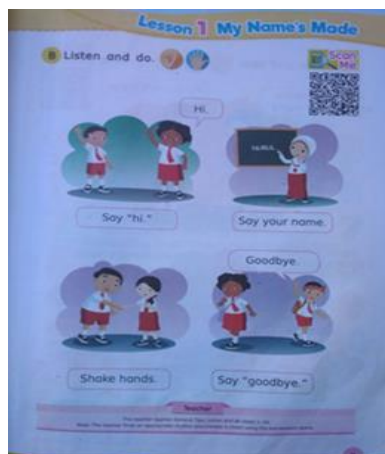 Lesson 1 My Name's Made
B Listen and do.
Scan
Me
Hi.
Say "hi."
Say your name.
Goodbye.
Shake hands.
Say "goodbye."
Teacher